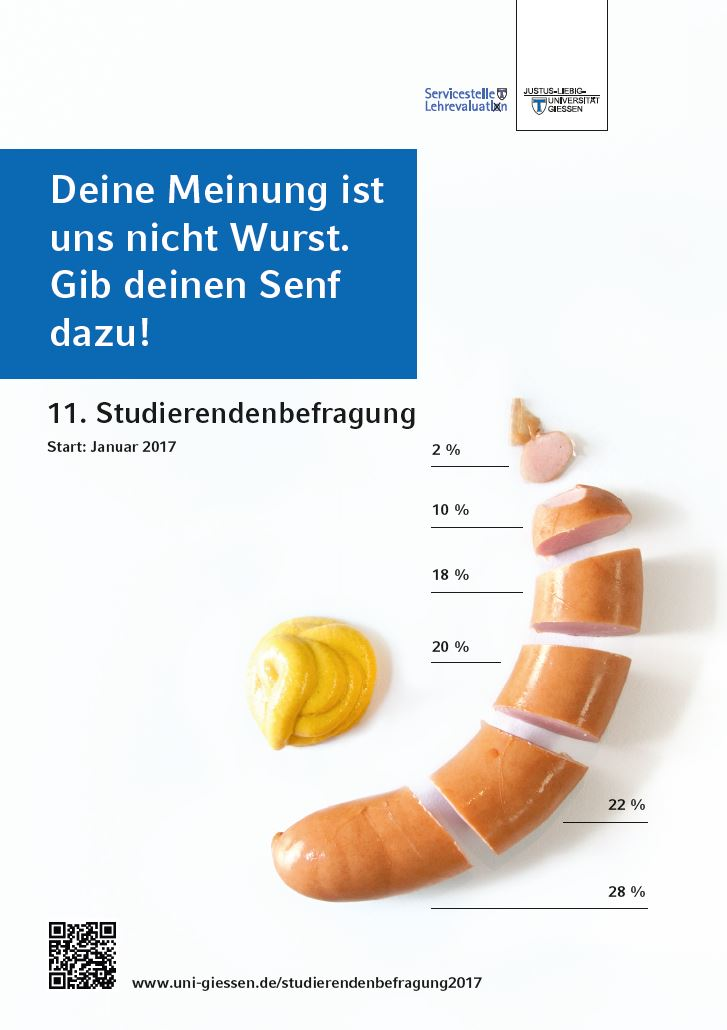 Servicestelle
Lehrevaluation
JUSTUS-LIEBIG-
UNIVERSITÄT
GIESSEN
Deine Meinung ist
uns nicht Wurst.
Gib deinen Senf
dazu!
11. Studierendenbefragung
Start: Januar 2017
2 %
10 %
18 %
20 %
22 %
28 %
www.uni-giessen.de/studierendenbefragung2017